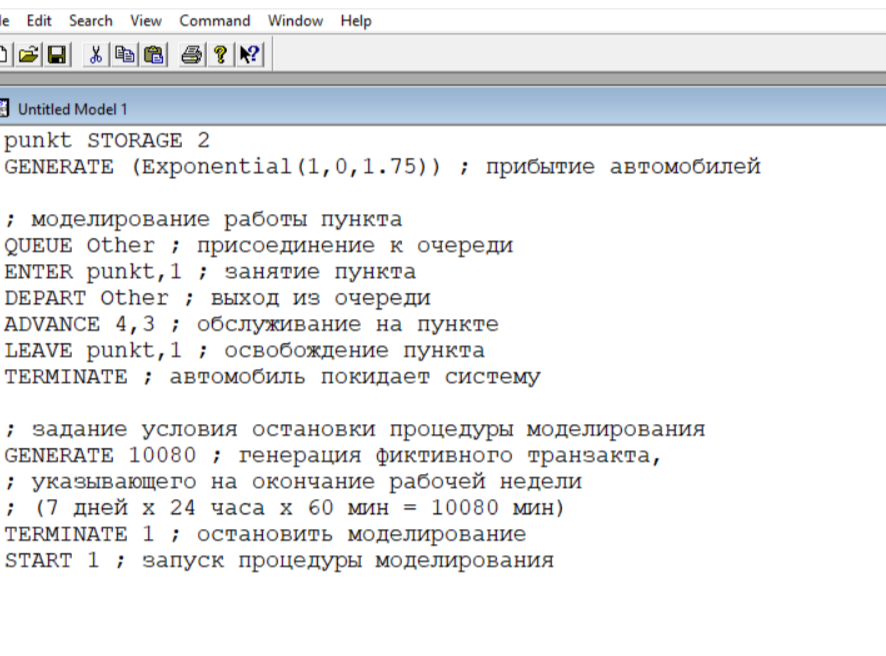 Edit Search View Command Window Help
Untitled Model 1
punkt STORAGE 2
GENERATE (Exponential(1,0,1.75)) ; прибытие автомобилей
; моделирование работы пункта
QUEUE Other ; присоединение к очереди
ENTER punkt,1 ; занятие пункта
DEPART Other ; выход из очереди
ADVANCE 4,3 ; обслуживание на пункте
LEAVE punkt,1 ; освобождение пункта
TERMINATE ; автомобиль покидает систему
; задание условия остановки процедуры моделирования
GENERATE 10080 ; генерация фиктивного транзакта,
; указывающего на окончание рабочей недели
; (7 дней х 24 часа х 60 мин = 10080 мин)
TERMINATE 1 ; остановить моделирование
START 1 ; запуск процедуры моделирования